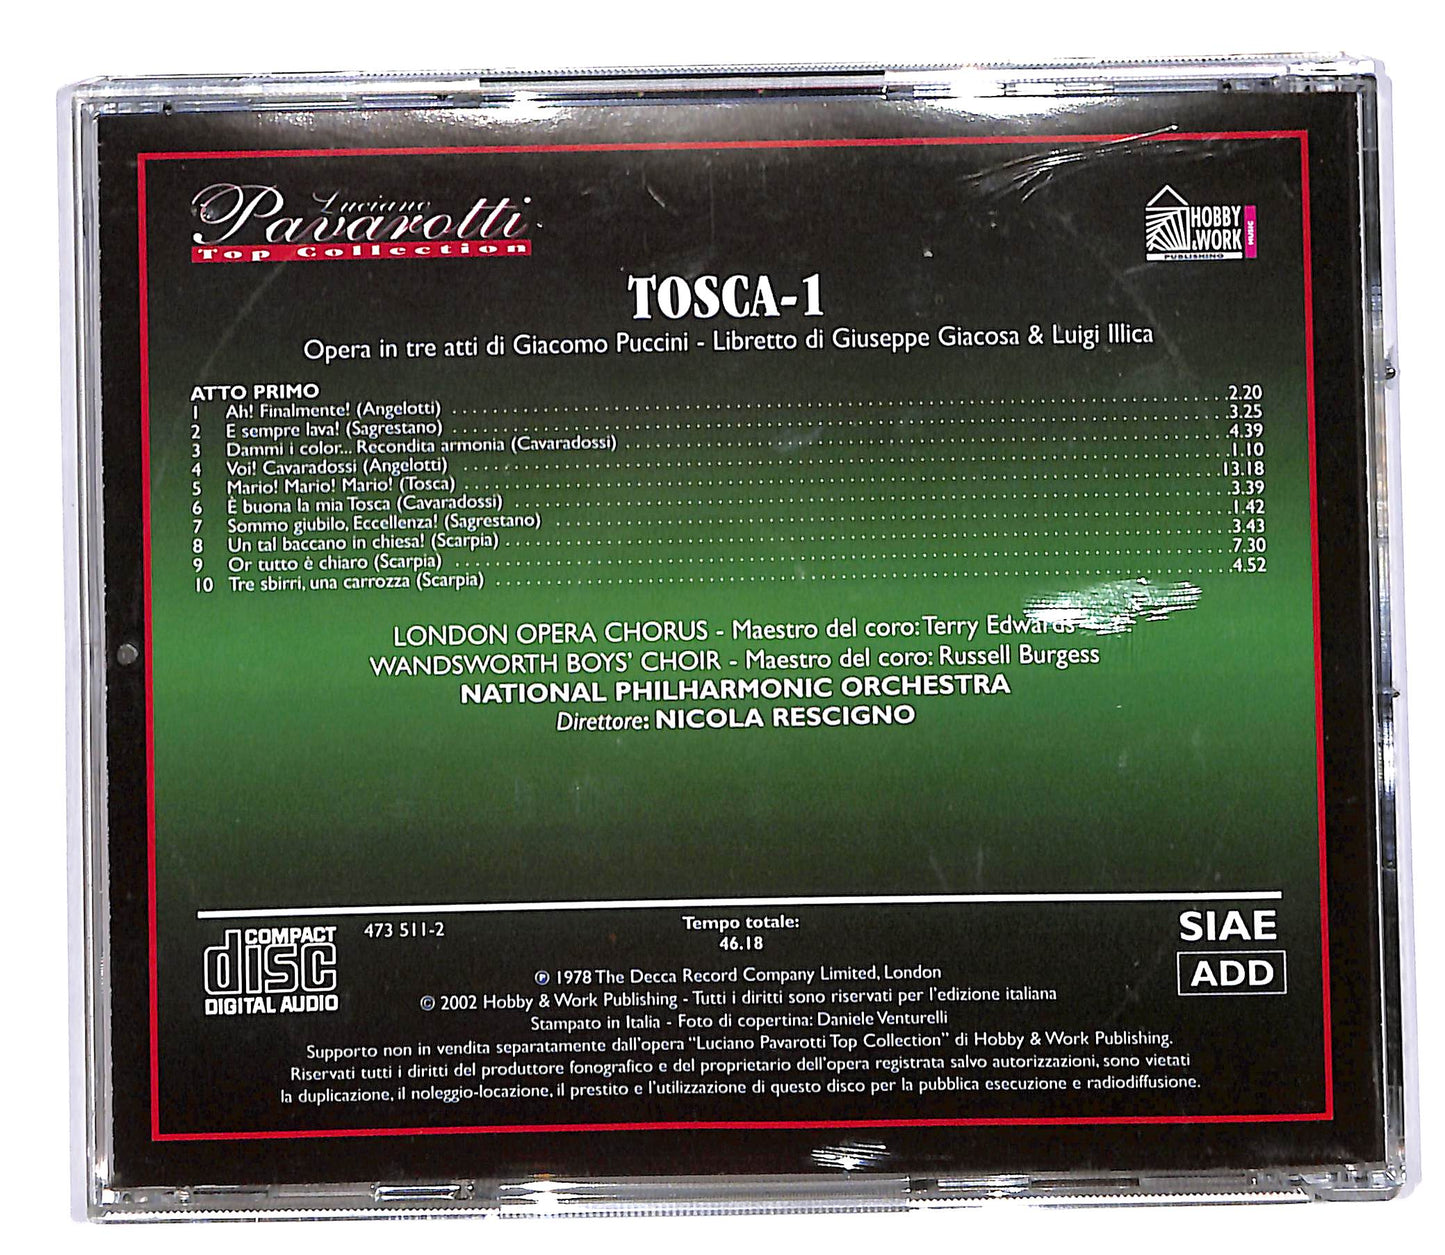 Luciano
Pavarotti
Top Collection
HOBBY
&WORK
PUBLISHING
MUSIC
TOSCA-1
Opera in tre atti di Giacomo Puccini - Libretto di Giuseppe Giacosa & Luigi Illica
ATTO PRIMO
1 Ah! Finalmente! (Angelotti) 2.20
2 E sempre lava! (Sagrestano) 3.25
3 Dammi i color... Recondita armonia (Cavaradossi) 4.39
4 Voi! Cavaradossi (Angelotti) 1.10
5 Mario! Mario! Mario! (Tosca) 13.18
6 È buona la mia Tosca (Cavaradossi) 3.39
7 Sommo giubilo, Eccellenza! (Sagrestano) 1.42
8 Un tal baccano in chiesa! (Scarpia) 3.43
9 Or tutto è chiaro (Scarpia) 7.30
10 Tre sbirri, una carrozza (Scarpia) 4.52
LONDON OPERA CHORUS - Maestro del coro: Terry Edwards
WANDSWORTH BOYS' CHOIR - Maestro del coro: Russell Burgess
NATIONAL PHILHARMONIC ORCHESTRA
Direttore: NICOLA RESCIGNO
COMPACT
disc
DIGITAL AUDIO
473 511-2
Tempo totale:
46.18
SIAE
ADD
℗ 1978 The Decca Record Company Limited, London
© 2002 Hobby & Work Publishing - Tutti i diritti sono riservati per l'edizione italiana
Stampato in Italia - Foto di copertina: Daniele Venturelli
Supporto non in vendita separatamente dall'opera "Luciano Pavarotti Top Collection" di Hobby & Work Publishing.
Riservati tutti i diritti del produttore fonografico e del proprietario dell'opera registrata salvo autorizzazioni, sono vietati
la duplicazione, il noleggio-locazione, il prestito e l'utilizzazione di questo disco per la pubblica esecuzione e radiodiffusione.